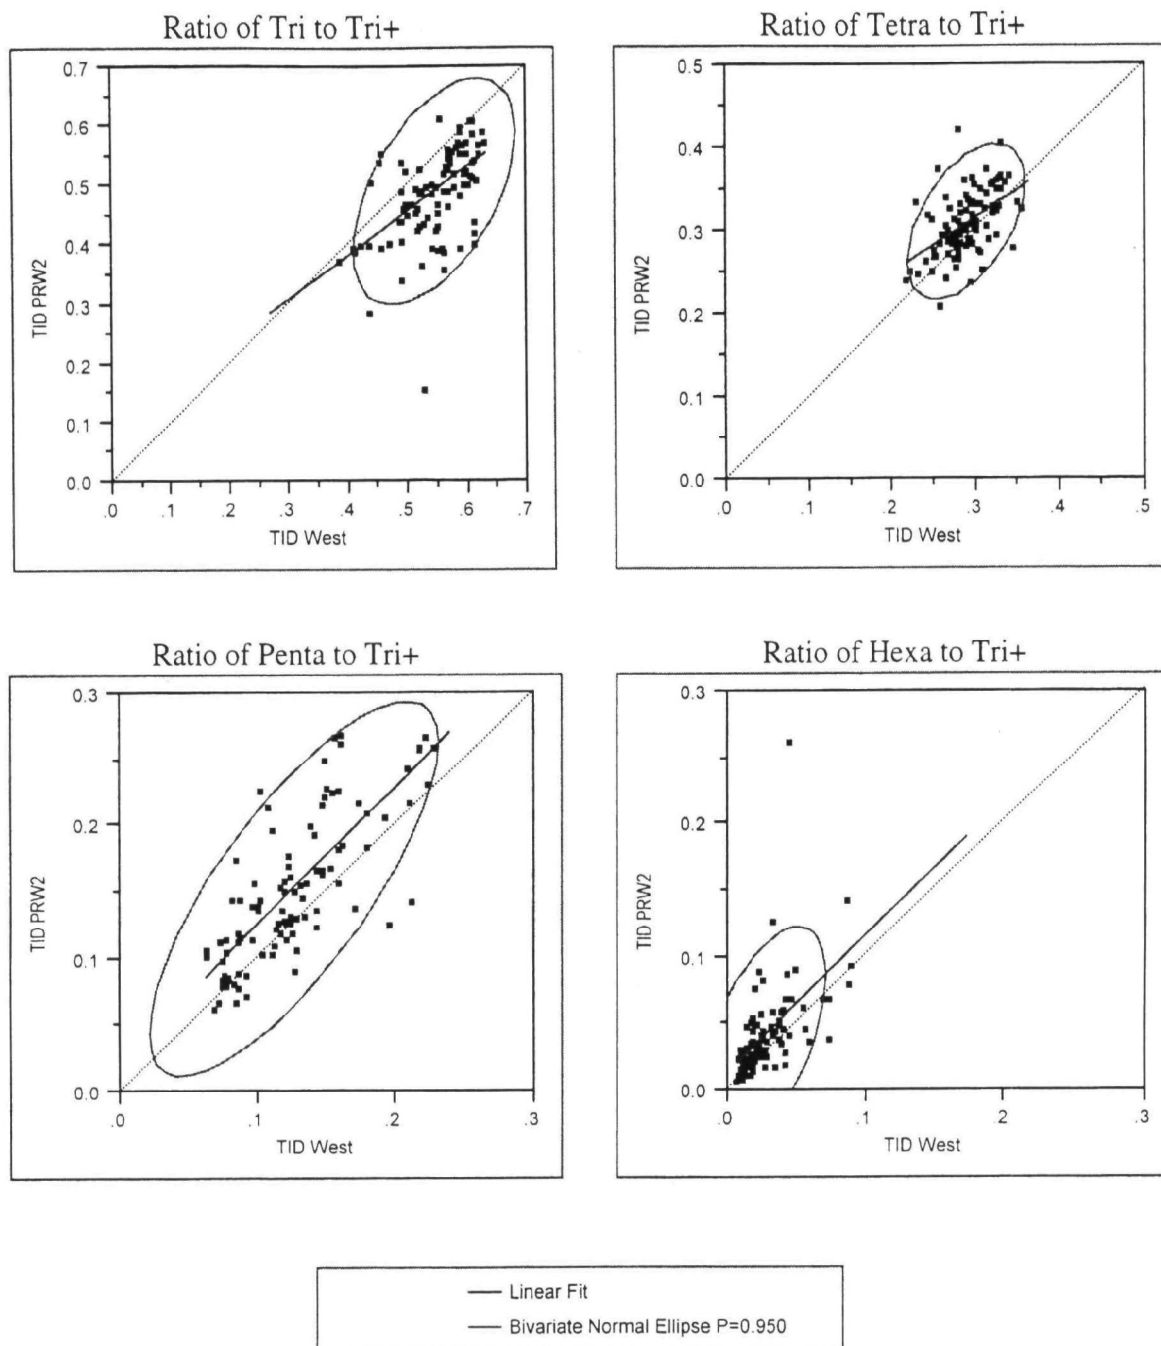 Ratio of Tri to Tri+
0.7
0.6
0.5
0.4
0.3
0.2
0.1
0.0
TID PRW2
.0 .1 .2 .3 .4 .5 .6 0.7
TID West
Ratio of Tetra to Tri+
0.5
0.4
0.3
0.2
0.1
0.0
TID PRW2
.0 .1 .2 .3 .4 .5
TID West
Ratio of Penta to Tri+
0.3
0.2
0.1
0.0
TID PRW2
.0 .1 .2 .3
TID West
Ratio of Hexa to Tri+
0.3
0.2
0.1
0.0
TID PRW2
.0 .1 .2 .3
TID West
Linear Fit
Bivariate Normal Ellipse P=0.950